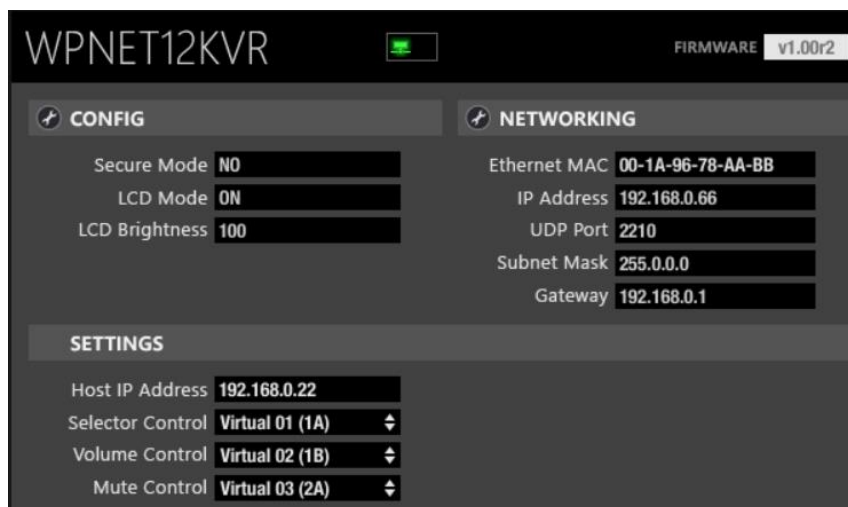 WPNET12KVR FIRMWARE v1.00r2
CONFIG
Secure Mode NO
LCD Mode ON
LCD Brightness 100
NETWORKING
Ethernet MAC 00-1A-96-78-AA-BB
IP Address 192.168.0.66
UDP Port 2210
Subnet Mask 255.0.0.0
Gateway 192.168.0.1
SETTINGS
Host IP Address 192.168.0.22
Selector Control Virtual 01 (1A)
Volume Control Virtual 02 (1B)
Mute Control Virtual 03 (2A)